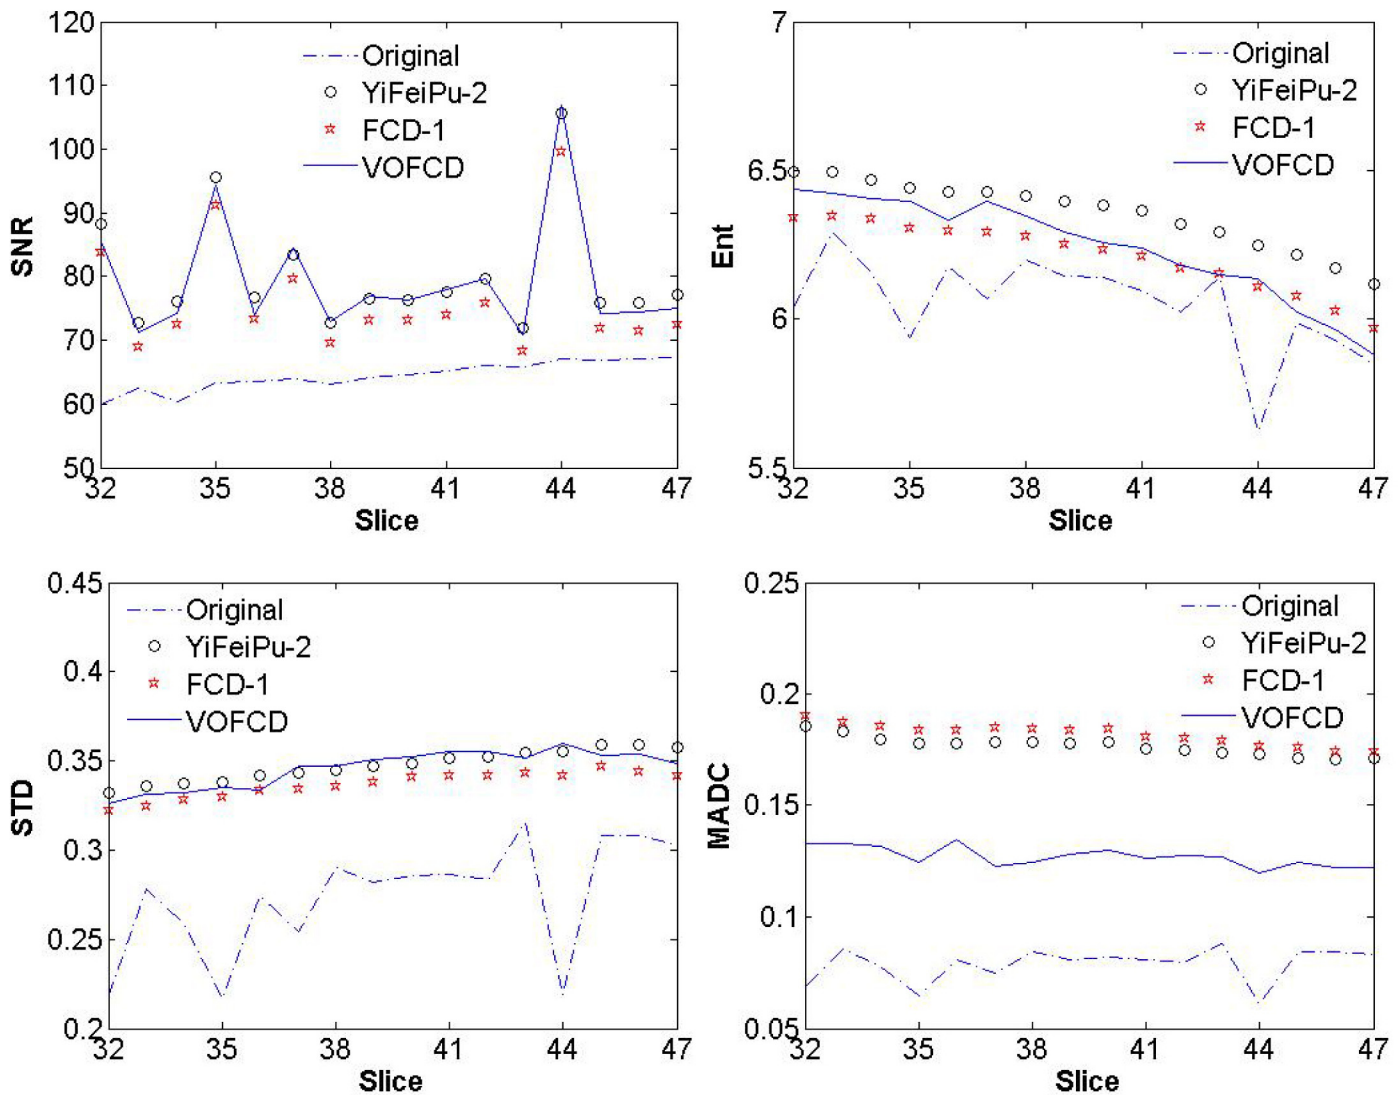 120
110
100
90
80
70
60
50
SNR
Original
YiFeiPu-2
FCD-1
VOFCD
32 35 38 41 44 47
Slice
7
6.5
6
5.5
Ent
Original
YiFeiPu-2
FCD-1
VOFCD
32 35 38 41 44 47
Slice
0.45
0.4
0.35
0.3
0.25
0.2
STD
Original
YiFeiPu-2
FCD-1
VOFCD
32 35 38 41 44 47
Slice
0.25
0.2
0.15
0.1
0.05
MADC
Original
YiFeiPu-2
FCD-1
VOFCD
32 35 38 41 44 47
Slice